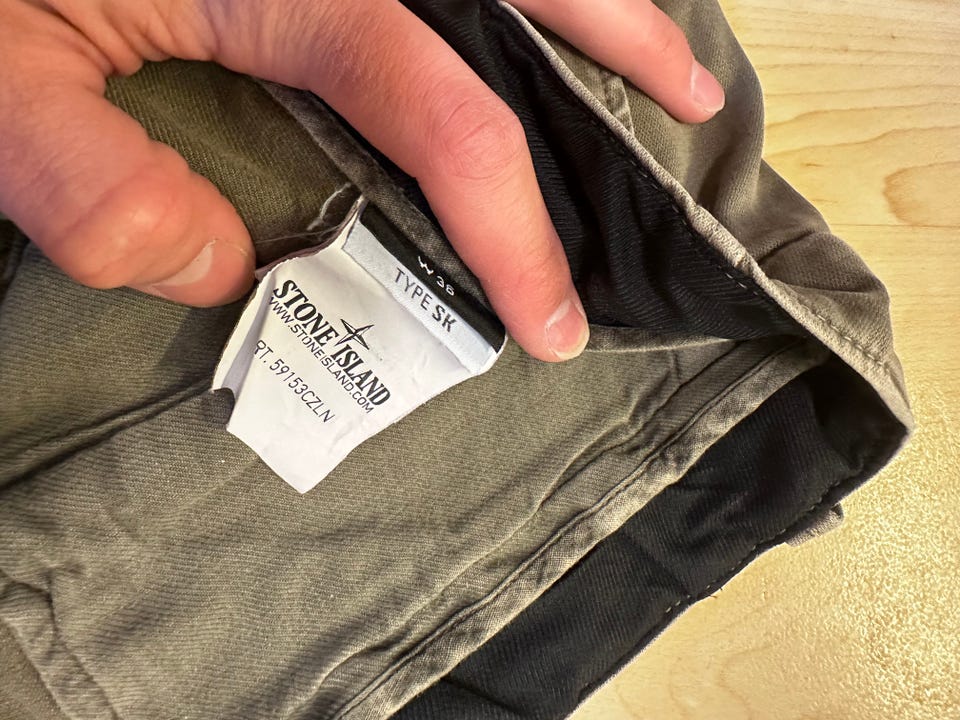 W 36
TYPE SK
STONE ISLAND
WWW.STONEISLAND.COM
RT. 59153CZLN